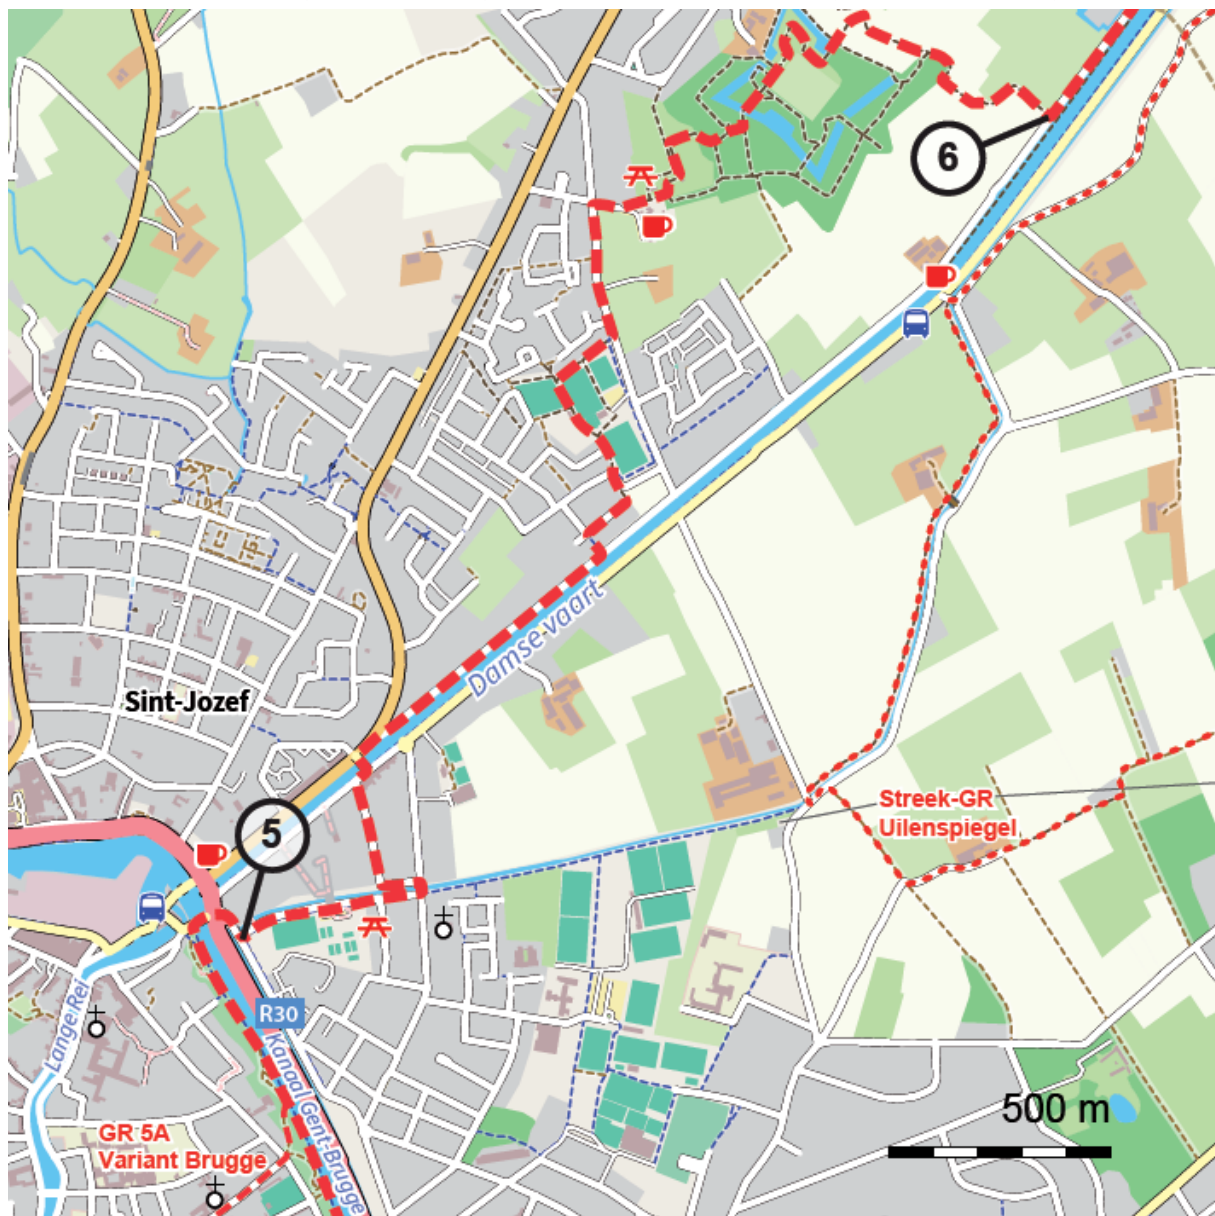 6
Damse vaart
Sint-Jozef
Streek-GR
Uilenspiegel
5
R30
Lange Rei
Kanaal Gent-Brugge
500 m
GR 5A
Variant Brugge